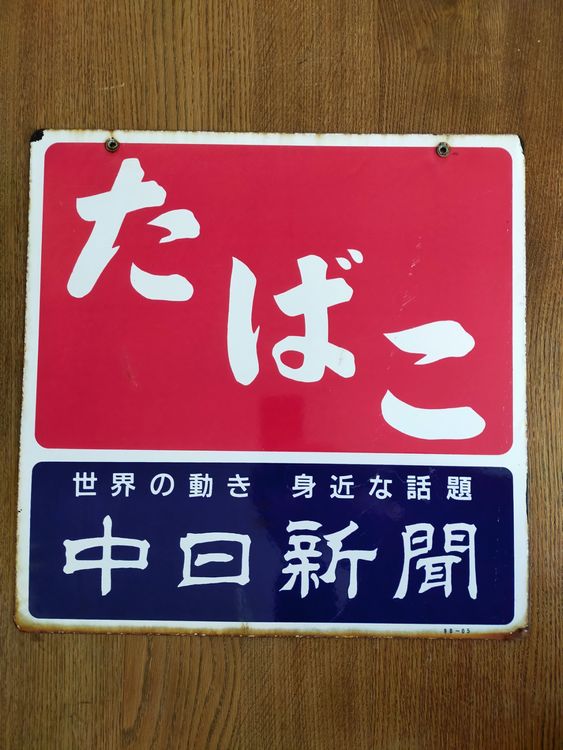 たばこ
世界の動き 身近な話題
中日新聞